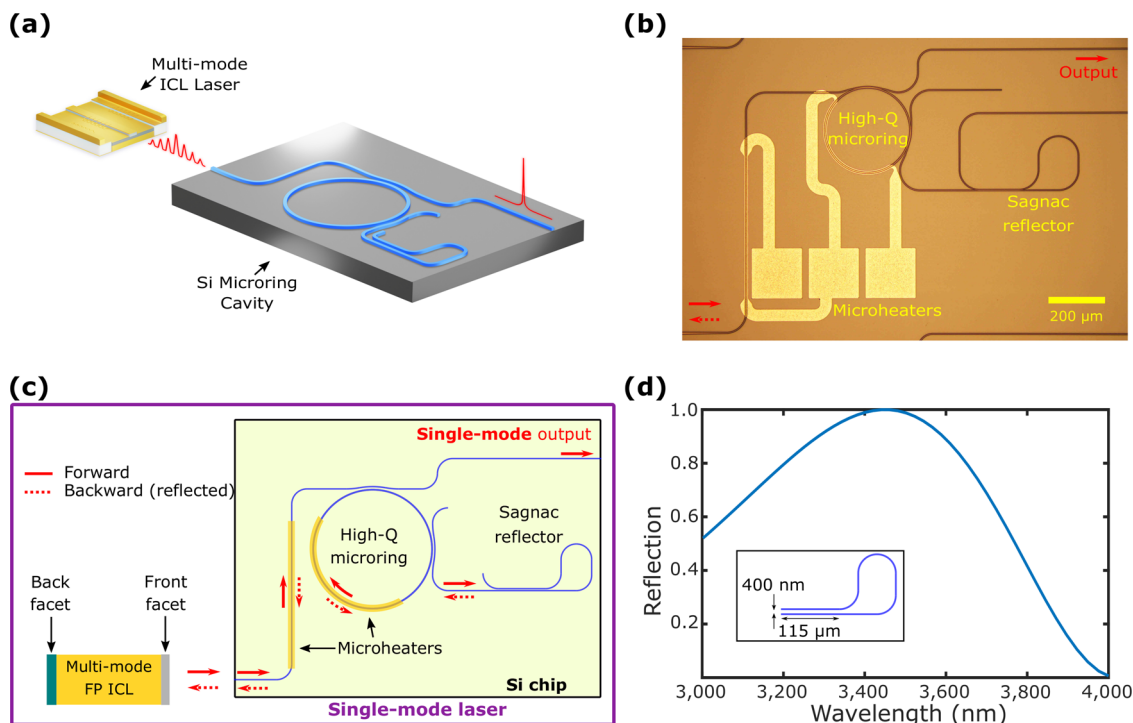 (a)
Multi-mode
ICL Laser
Si Microring
Cavity
(b)
Output
High-Q
microring
Sagnac
reflector
Microheaters
200 µm
(c)
Single-mode output
Forward
Backward (reflected)
High-Q
microring
Sagnac
reflector
Back
facet
Front
facet
Microheaters
Multi-mode
FP ICL
Si chip
Single-mode laser
(d)
Reflection
1.0
0.8
0.6
0.4
0.2
400 nm
115 µm
3,000
3,200
3,400
3,600
3,800
4,000
Wavelength (nm)